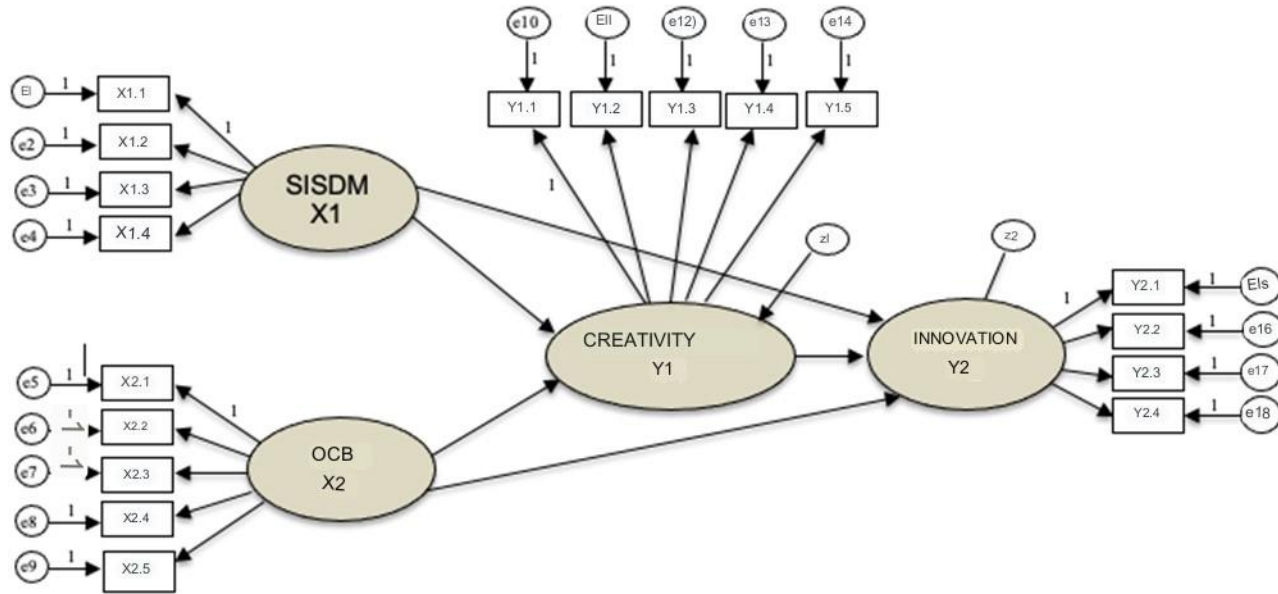 e10
EII
e12)
e13
e14
1
1
1
1
1
EI
1
X1.1
Y1.1
Y1.2
Y1.3
Y1.4
Y1.5
e2
1
X1.2
1
e3
1
X1.3
SISDM
X1
e4
1
X1.4
1
zI
z2
Y2.1
1
EIs
1
CREATIVITY
Y1
INNOVATION
Y2
Y2.2
1
e16
Y2.3
1
e17
Y2.4
1
e18
e5
1
X2.1
1
e6
X2.2
e7
X2.3
OCB
X2
e8
1
X2.4
e9
1
X2.5